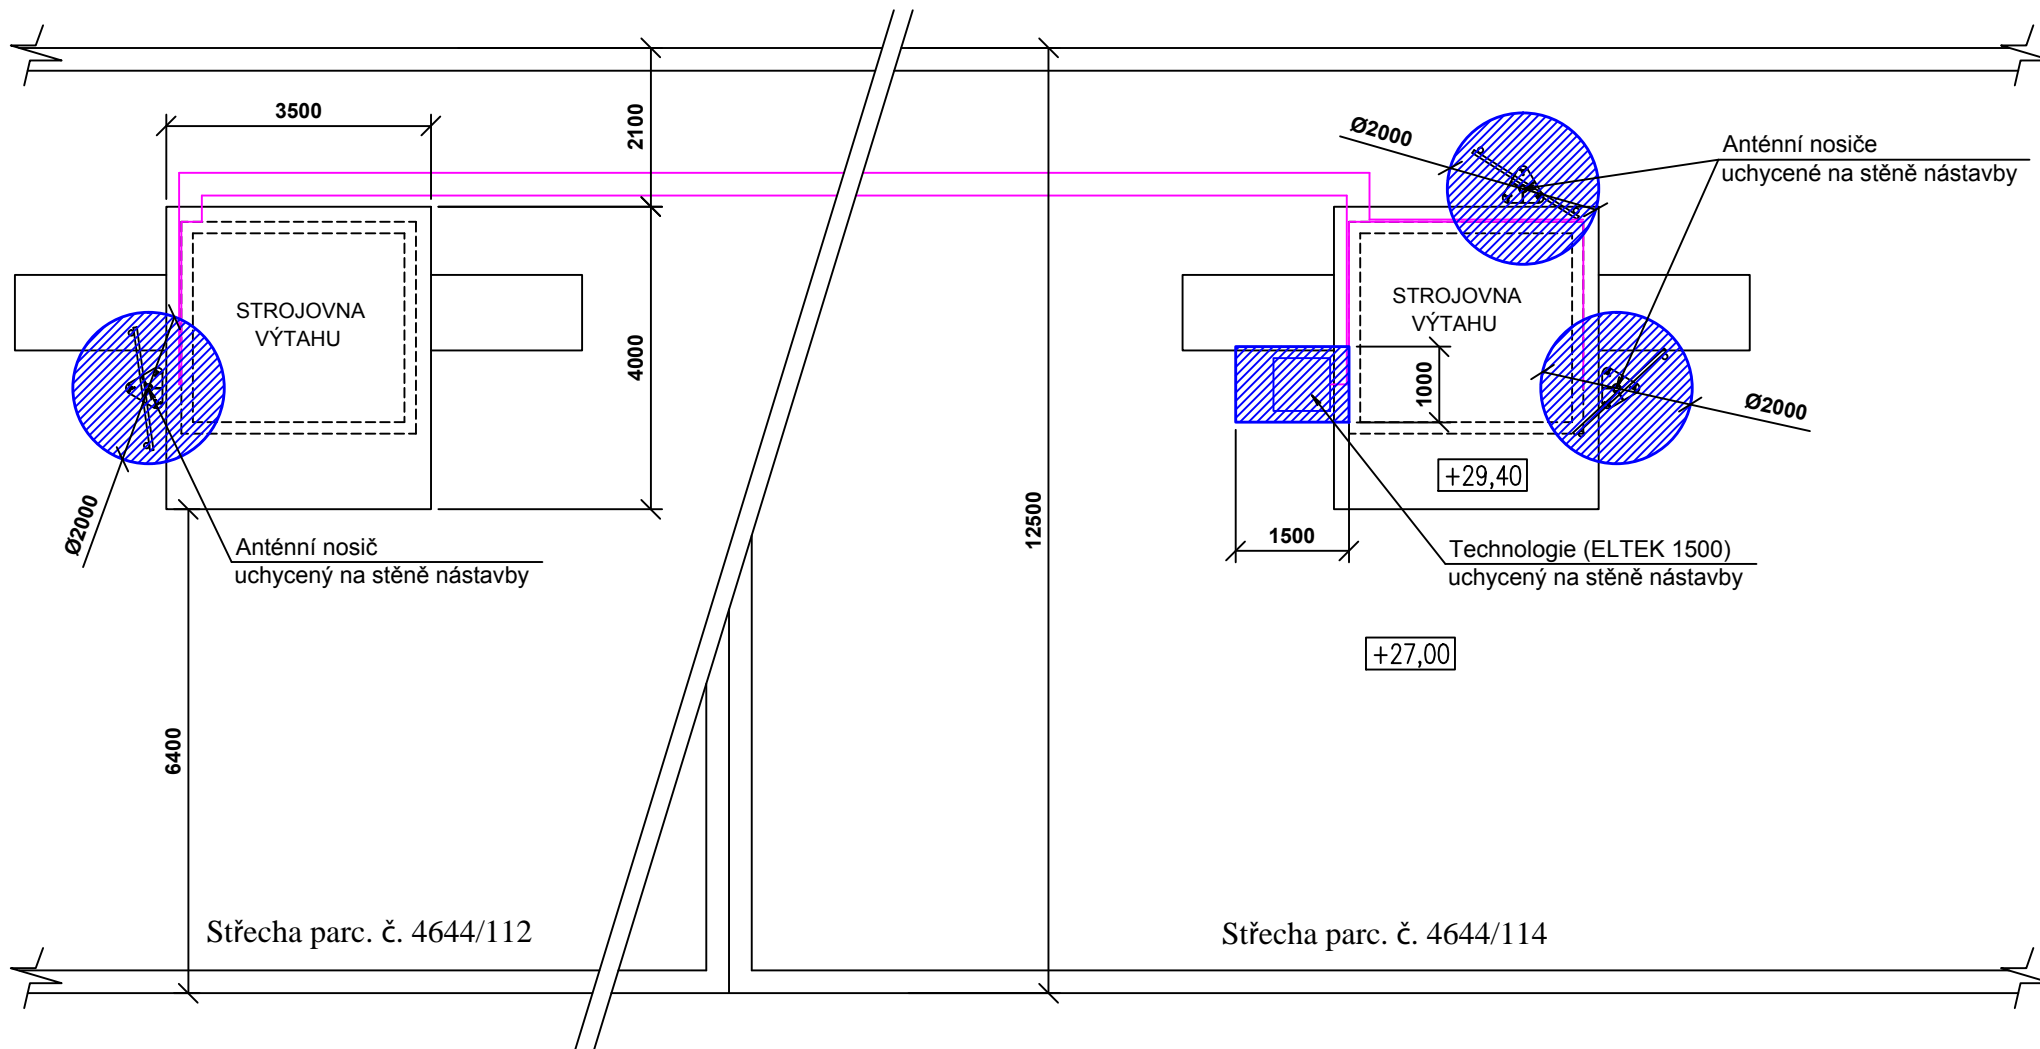 3500
2100
Ø2000
Anténní nosiče
uchycené na stěně nástavby
STROJOVNA
VÝTAHU
4000
STROJOVNA
VÝTAHU
1000
Ø2000
+29,40
Ø2000
12500
1500
Anténní nosič
uchycený na stěně nástavby
Technologie (ELTEK 1500)
uchycený na stěně nástavby
+27,00
6400
Střecha parc. č. 4644/112
Střecha parc. č. 4644/114